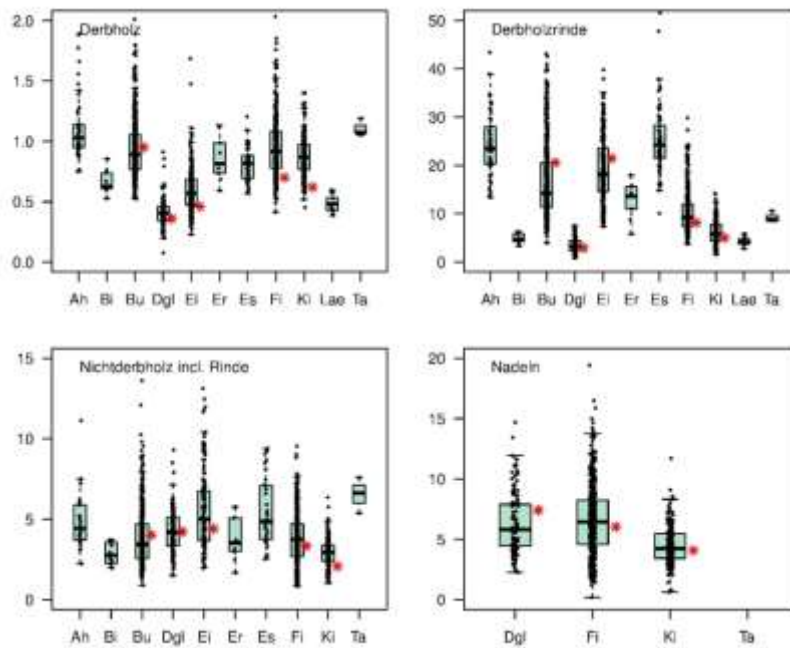 Derbholz
2.0
1.5
1.0
0.5
0.0
Ah Bi Bu Dgl Ei Er Es Fi Ki Lae Ta
Derbholzrinde
50
40
30
20
10
0
Ah Bi Bu Dgl Ei Er Es Fi Ki Lae Ta
Nichtderbholz incl. Rinde
15
10
5
0
Ah Bi Bu Dgl Ei Er Es Fi Ki Ta
Nadeln
20
15
10
5
0
Dgl Fi Ki Ta